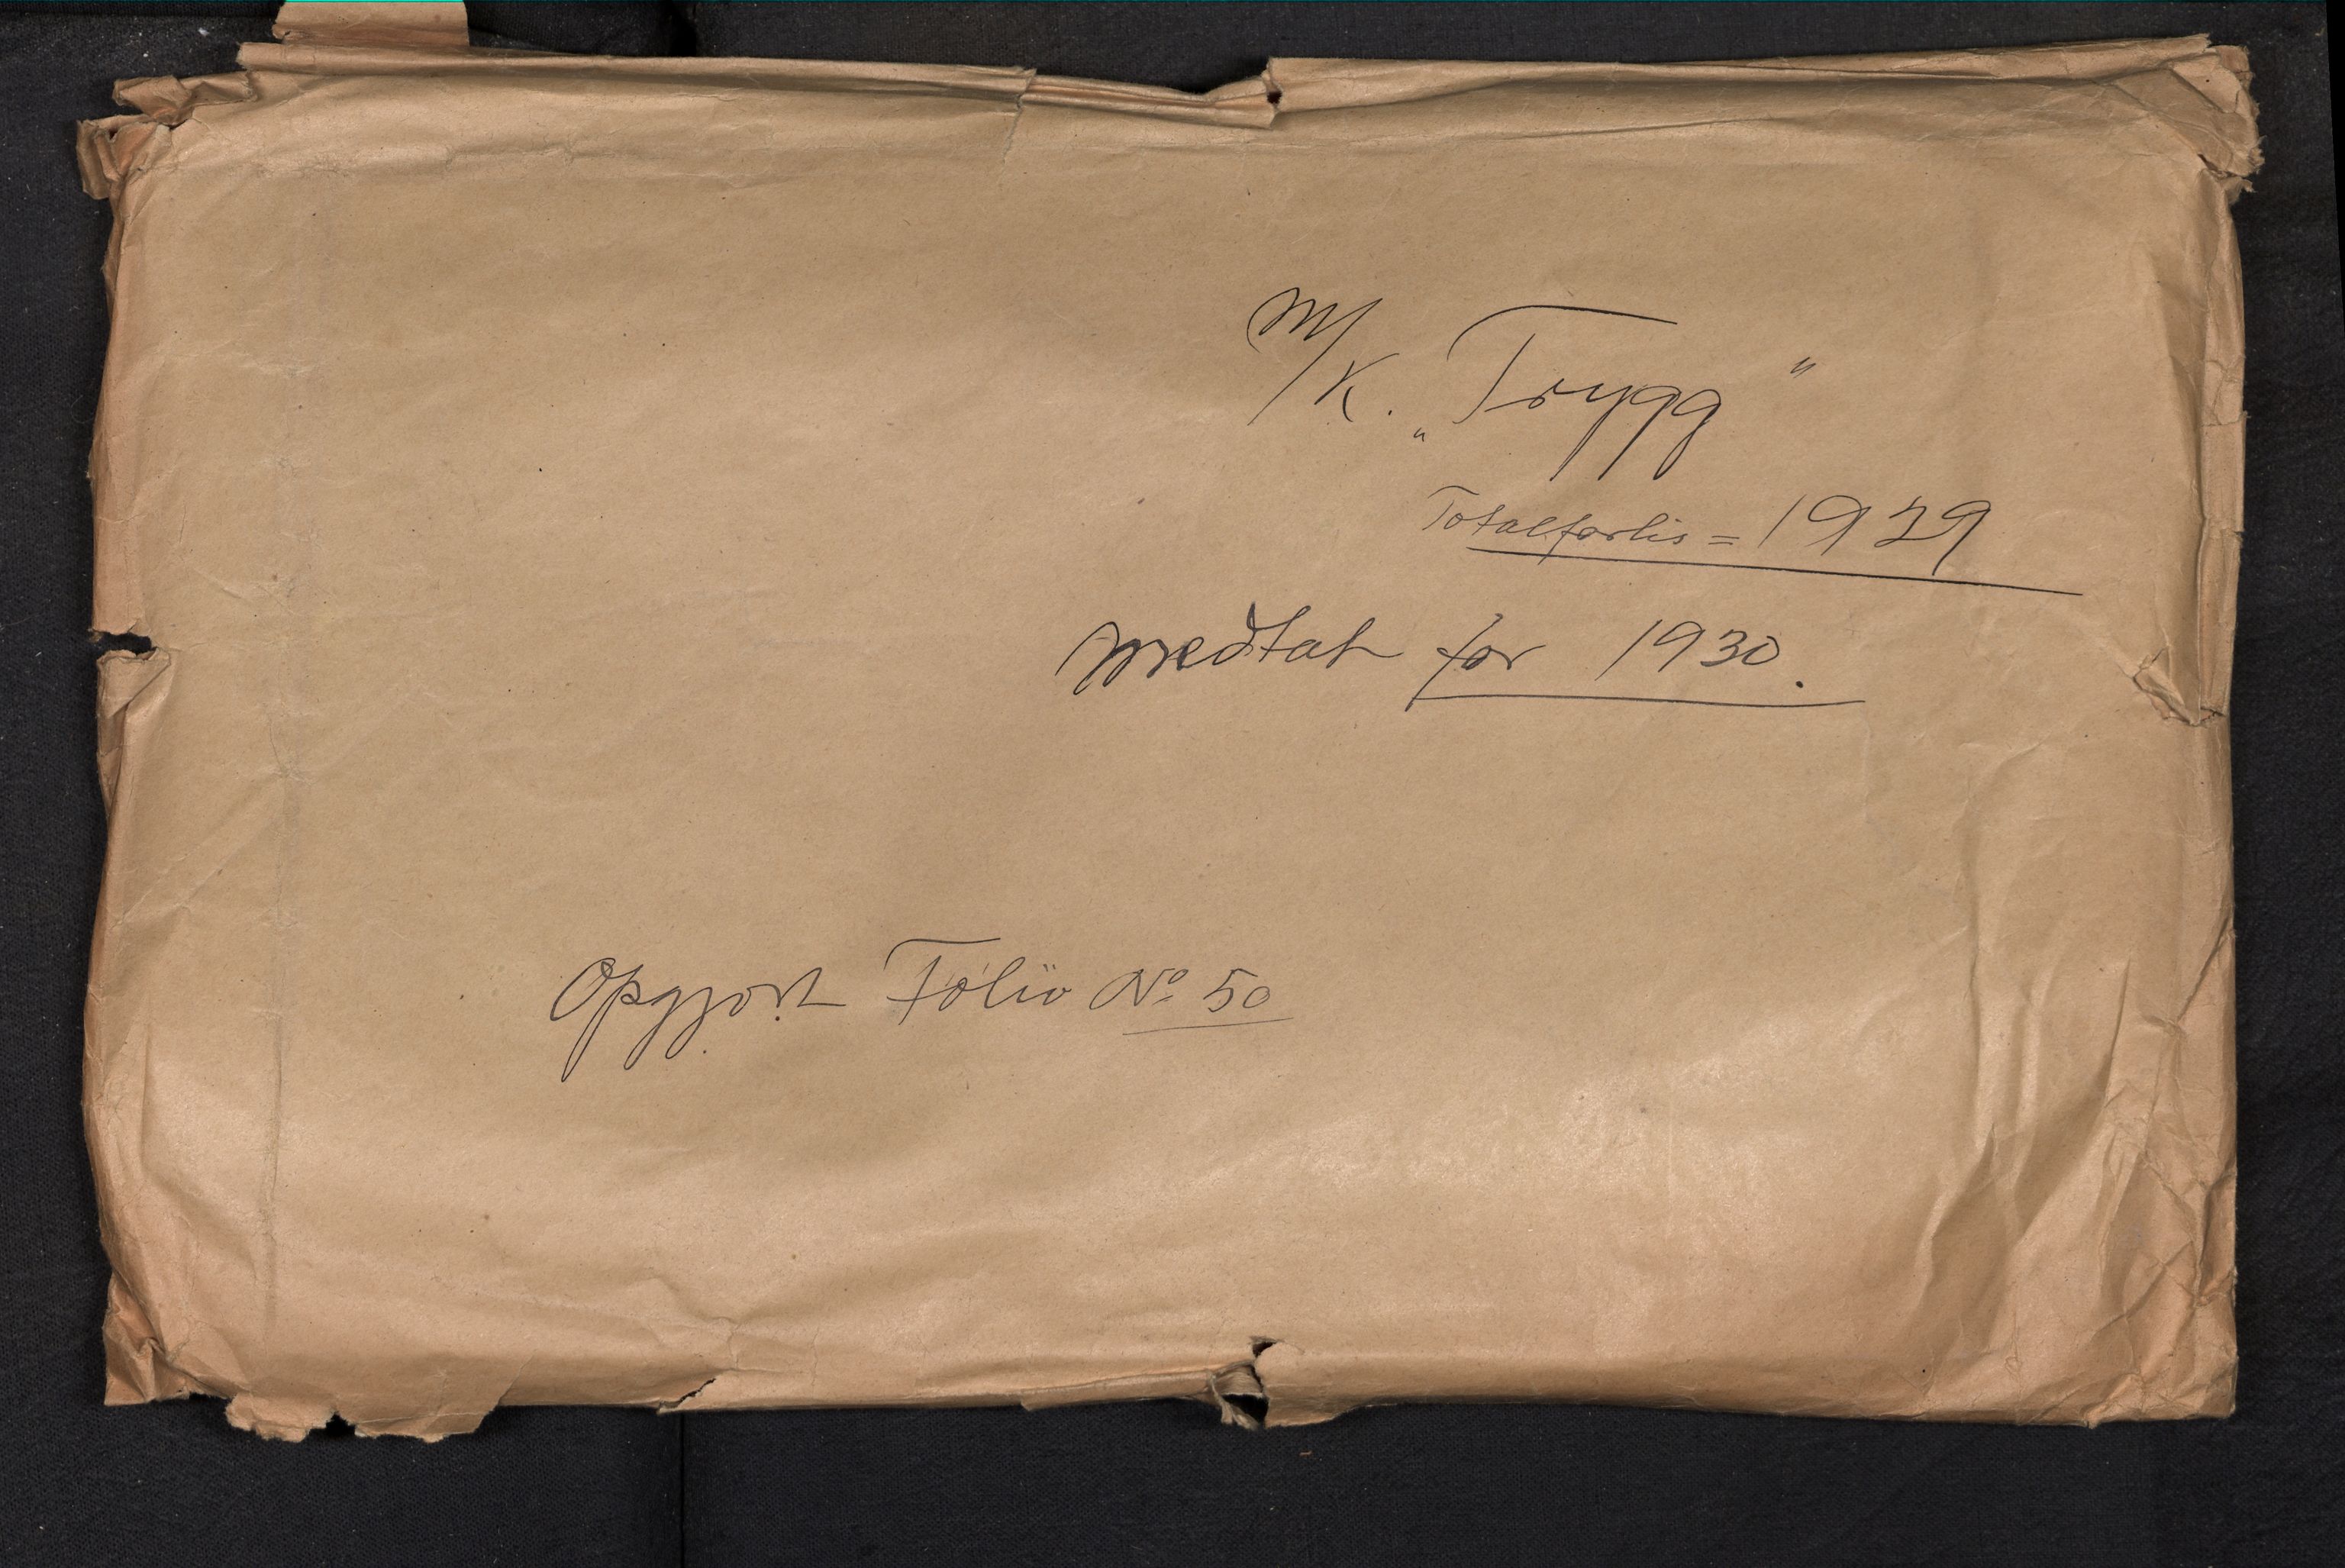 M/K. „Trygg"
Totalforlis = 1929
medtat for 1930.
Opgjort Folio No 50